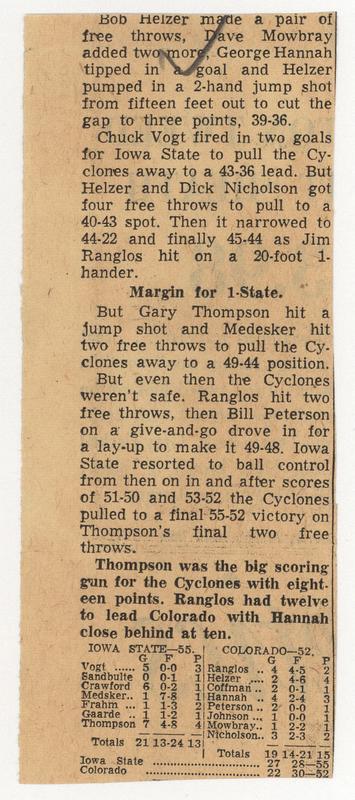 Bob Helzer made a pair of
free throws, Dave Mowbray
added two more, George Hannah
tipped in a goal and Helzer
pumped in a 2-hand jump shot
from fifteen feet out to cut the
gap to three points, 39-36.
Chuck Vogt fired in two goals
for Iowa State to pull the Cy-
clones away to a 43-36 lead. But
Helzer and Dick Nicholson got
four free throws to pull to a
40-43 spot. Then it narrowed to
44-22 and finally 45-44 as Jim
Ranglos hit on a 20-foot 1-
hander.
Margin for 1-State.
But Gary Thompson hit a
jump shot and Medesker hit
two free throws to pull the Cy-
clones away to a 49-44 position.
But even then the Cyclones
weren't safe. Ranglos hit two
free throws, then Bill Peterson
on a give-and-go drove in for
a lay-up to make it 49-48. Iowa
State resorted to ball control
from then on in and after scores
of 51-50 and 53-52 the Cyclones
pulled to a final 55-52 victory on
Thompson's final two free
throws.
Thompson was the big scoring
gun for the Cyclones with eight-
een points. Ranglos had twelve
to lead Colorado with Hannah
close behind at ten.
IOWA STATE—55.
G F P
Vogt ...... 5 0-0 3
Sandbulte 0 0-1 1
Crawford 6 0-2 1
Medsker.. 1 7-8 1
Frahm ... 1 1-3 2
Gaarde .. 1 1-2 1
Thompson 7 4-8 4
Totals 21 13-24 13
COLORADO—52.
G F P
Ranglos .. 4 4-5 2
Helzer .... 2 4-6 4
Coffman .. 2 0-1 1
Hannah .. 4 2-4 3
Peterson .. 2 0-0 1
Johnson ... 1 0-0 1
Mowbray.. 1 2-2 1
Nicholson.. 3 2-3 2
Totals 19 14-21 15
Iowa State ........................ 27 28—55
Colorado ........................ 22 30—52